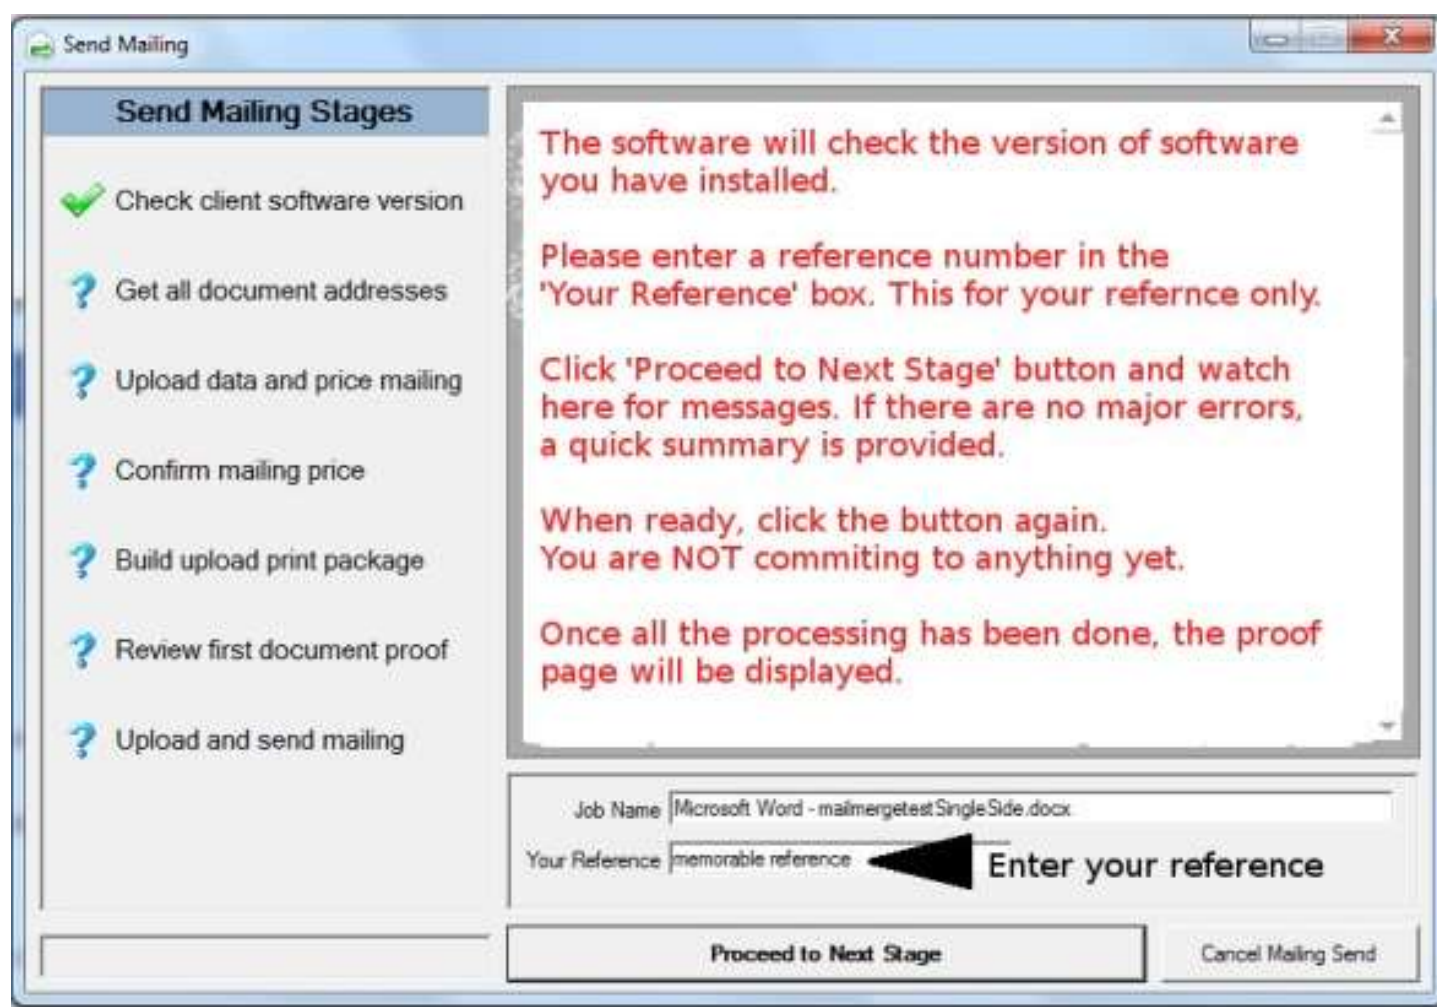 Send Mailing
Send Mailing Stages
Check client software version
Get all document addresses
Upload data and price mailing
Confirm mailing price
Build upload print package
Review first document proof
Upload and send mailing
The software will check the version of software
you have installed.
Please enter a reference number in the
'Your Reference' box. This for your refernce only.
Click 'Proceed to Next Stage' button and watch
here for messages. If there are no major errors,
a quick summary is provided.
When ready, click the button again.
You are NOT commiting to anything yet.
Once all the processing has been done, the proof
page will be displayed.
Job Name Microsoft Word - mailmergetestSingleSide.docx
Your Reference memorable reference Enter your reference
Proceed to Next Stage Cancel Mailing Send